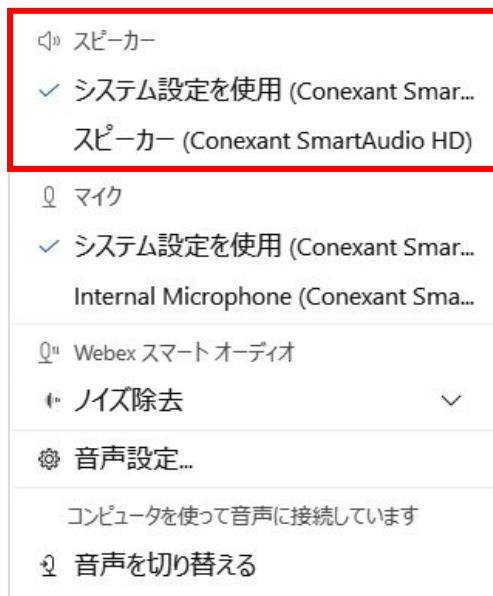 スピーカー
システム設定を使用 (Conexant Smar...
スピーカー (Conexant SmartAudio HD)
マイク
システム設定を使用 (Conexant Smar...
Internal Microphone (Conexant Sma...
Webex スマート オーディオ
ノイズ除去
音声設定...
コンピュータを使って音声に接続しています
音声を切り替える